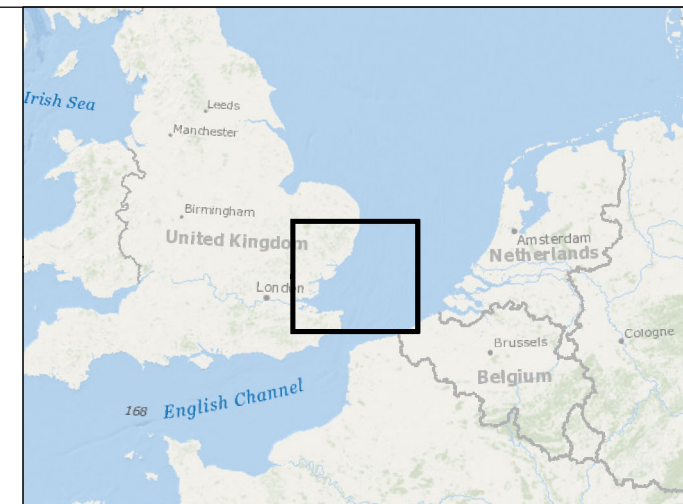 Irish Sea
Leeds
Manchester
Birmingham
United Kingdom
London
Amsterdam
Netherlands
Brussels
Cologne
Belgium
English Channel
168